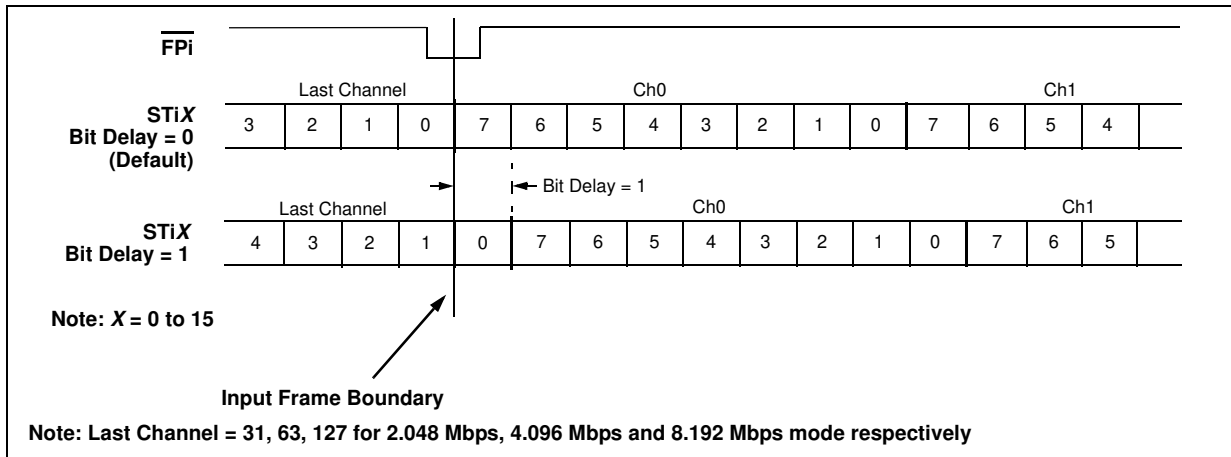 FPi
Last Channel Ch0 Ch1
STiX
Bit Delay = 0
(Default)
3 2 1 0 7 6 5 4 3 2 1 0 7 6 5 4
Bit Delay = 1
Last Channel Ch0 Ch1
STiX
Bit Delay = 1
4 3 2 1 0 7 6 5 4 3 2 1 0 7 6 5
Note: X = 0 to 15
Input Frame Boundary
Note: Last Channel = 31, 63, 127 for 2.048 Mbps, 4.096 Mbps and 8.192 Mbps mode respectively